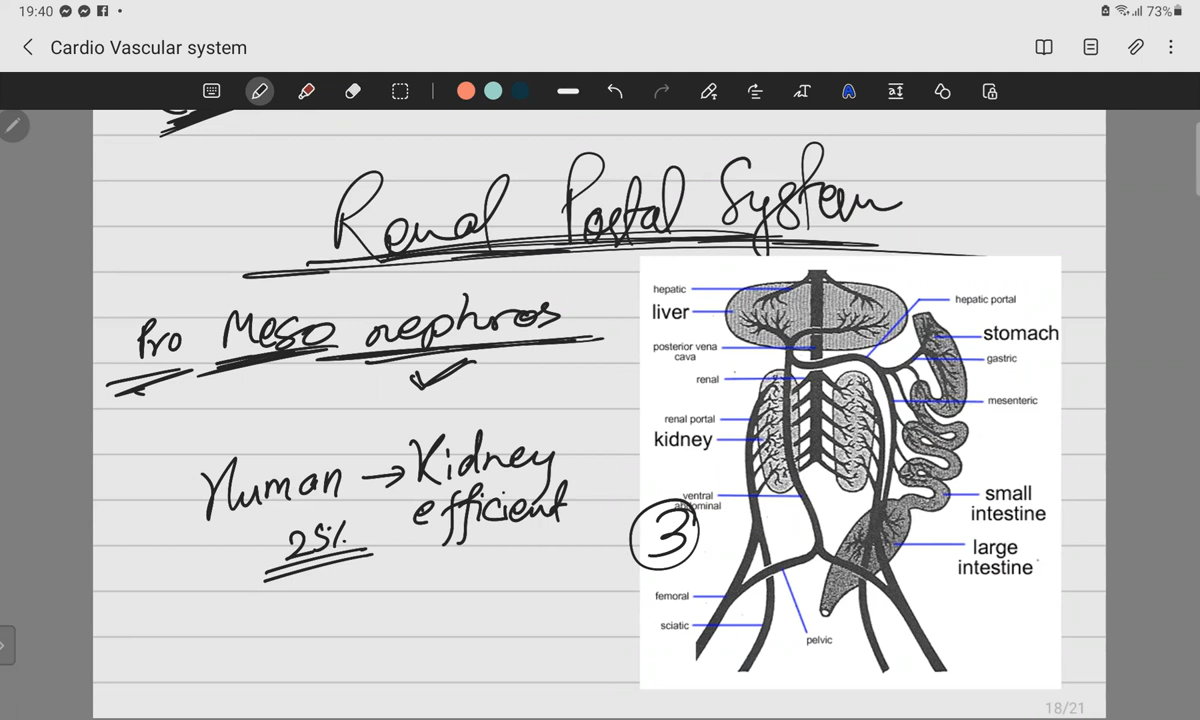 19:40
73%
Cardio Vascular system
Renal Portal System
Pro Meso nephros
Human → Kidney
efficient
25%
3
hepatic
liver
posterior vena
cava
renal
renal portal
kidney
ventral
abdominal
femoral
sciatic
pelvic
hepatic portal
stomach
gastric
mesenteric
small
intestine
large
intestine
18/21